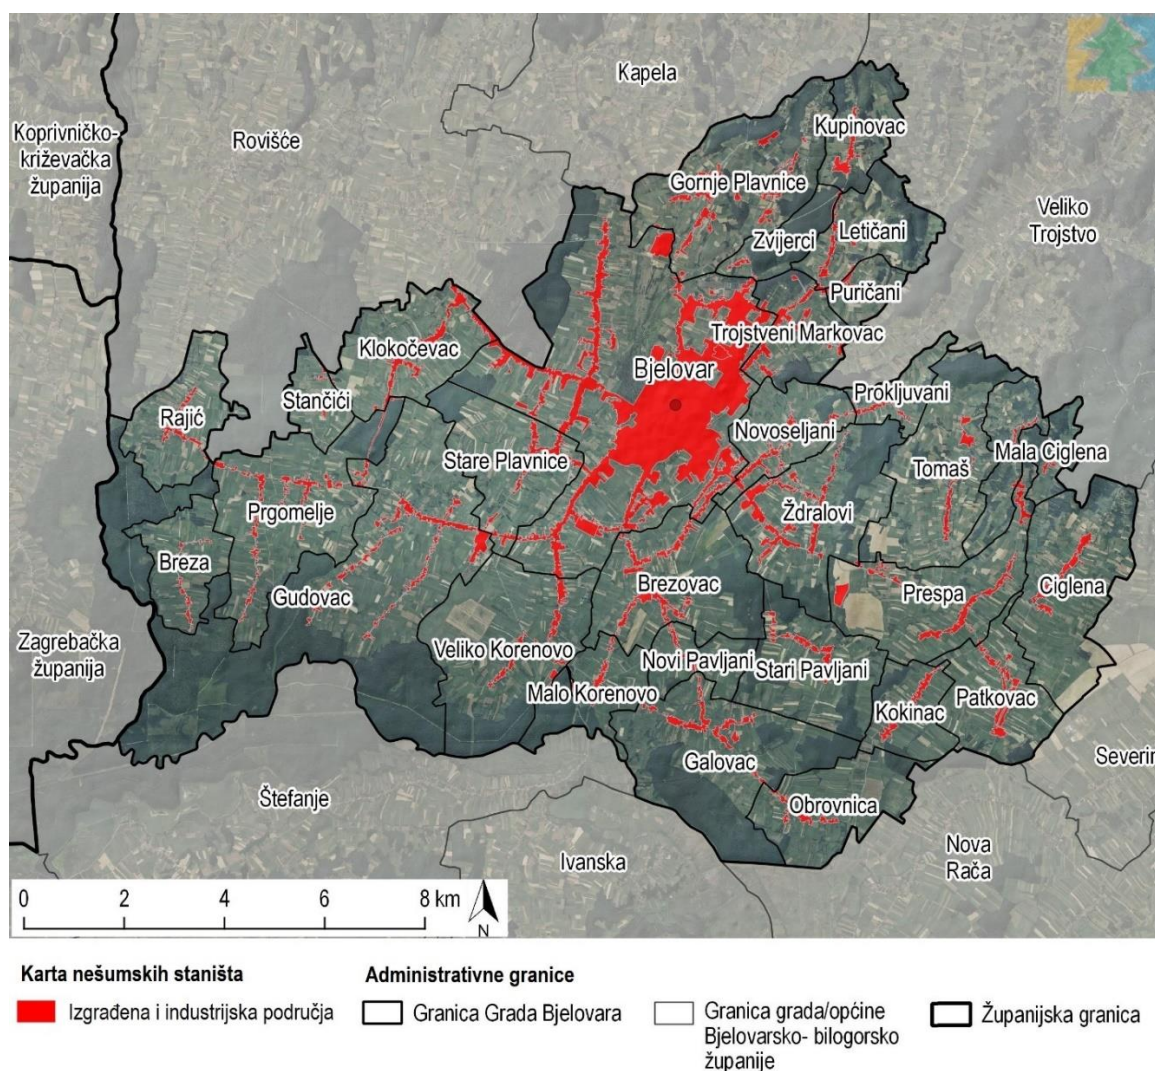 Kapela
Kupinovac
Koprivničko-
križevačka
županija
Rovišće
Gornje Plavnice
Veliko
Trojstvo
Zvijerci
Letičani
Puričani
Trojstveni Markovac
Klokočevac
Bjelovar
Stančići
Rajić
Prokljuvani
Novoseljani
Mala Ciglena
Tomaš
Stare Plavnice
Ždralovi
Prgomelje
Breza
Gudovac
Brezovac
Prespa
Ciglena
Zagrebačka
županija
Veliko Korenovo
Novi Pavljani
Stari Pavljani
Malo Korenovo
Kokinac
Patkovac
Galovac
Severin
Štefanje
Obrovnica
Ivanska
Nova
Rača
0 2 4 6 8 km
N
Karta nešumskih staništa
Izgrađena i industrijska područja
Administrativne granice
Granica Grada Bjelovara
Granica grada/općine
Bjelovarsko- bilogorsko
županije
Županijska granica